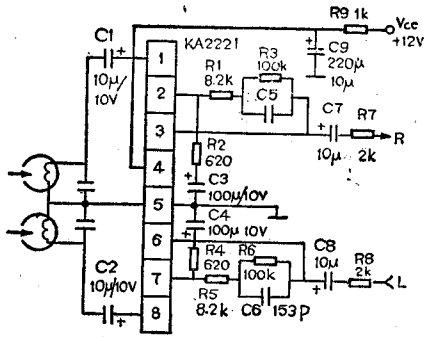 R9 1k
Vcc
+12V
C1
KA2221
C9
220µ
10µ
10µ/
10V
1
R3
100k
R1
8.2k
2
C5
C7
R7
3
R
R2
620
10µ
2k
4
C3
100µ/10V
5
C4
100µ 10V
6
R4
620
R6
100k
C8
10µ
R8
2k
C2
10µ/10V
7
L
R5
8.2k
C6
153P
8